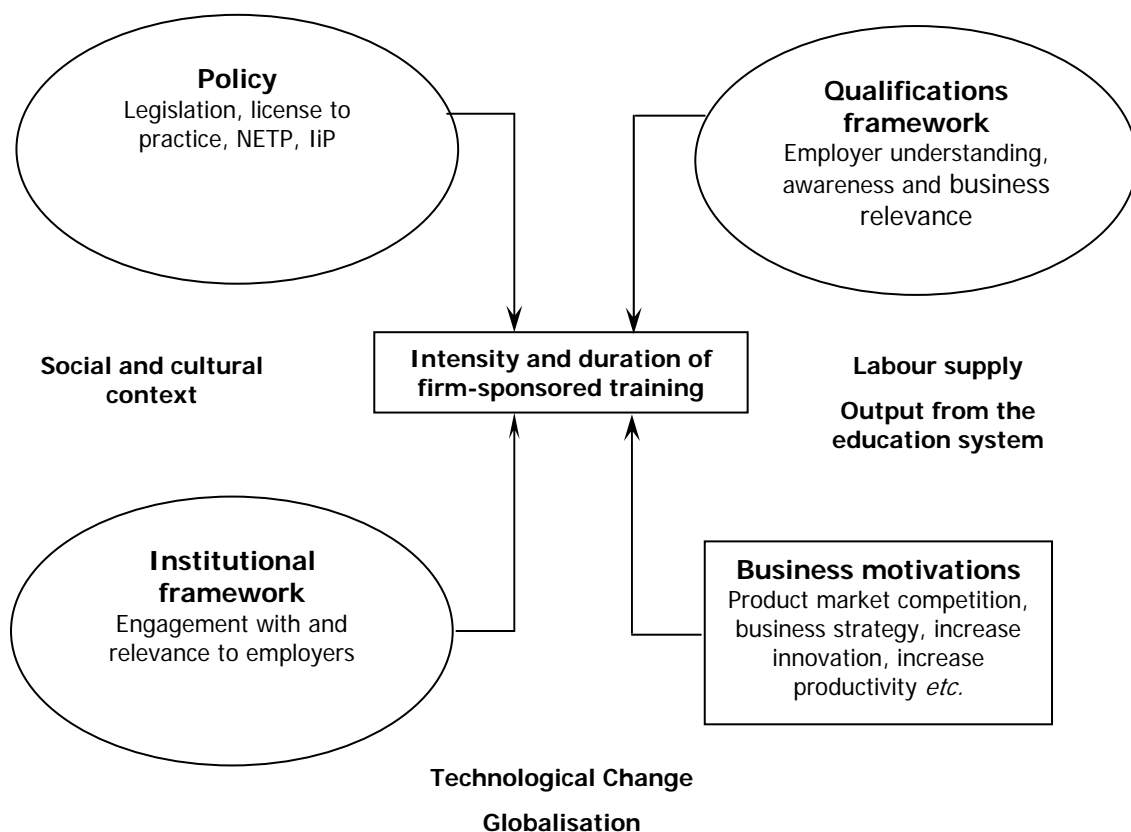 Policy
Legislation, license to
practice, NETP, IiP
Qualifications
framework
Employer understanding,
awareness and business
relevance
Social and cultural
context
Intensity and duration of
firm-sponsored training
Labour supply
Output from the
education system
Institutional
framework
Engagement with and
relevance to employers
Business motivations
Product market competition,
business strategy, increase
innovation, increase
productivity etc.
Technological Change
Globalisation